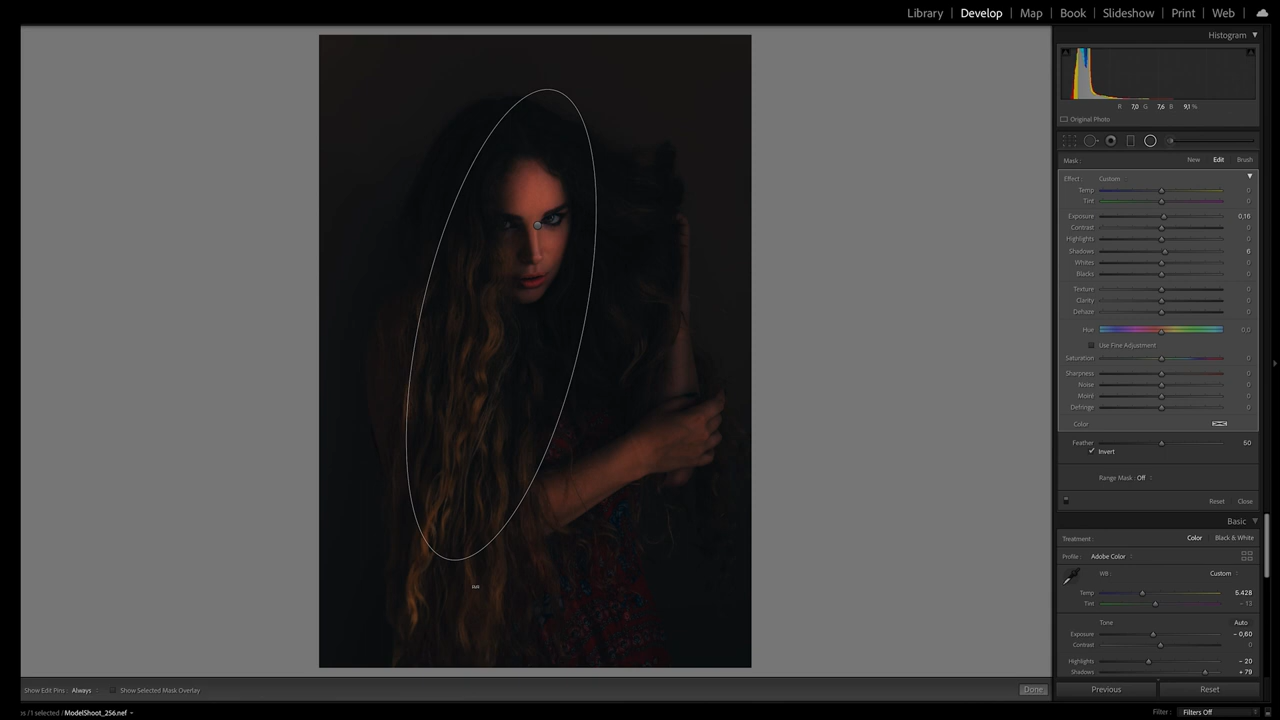 Library | Develop | Map | Book | Slideshow | Print | Web
Histogram
R 7,0 G 7,6 B 9,1 %
Original Photo
Mask : New Edit Brush
Effect : Custom
Temp 0
Tint 0
Exposure 0,16
Contrast 0
Highlights 0
Shadows 6
Whites 0
Blacks 0
Texture 0
Clarity 0
Dehaze 0
Hue 0,0
Use Fine Adjustment
Saturation 0
Sharpness 0
Noise 0
Moiré 0
Defringe 0
Color
Feather 50
Invert
Range Mask : Off
Reset Close
Basic
Treatment : Color Black & White
Profile : Adobe Color
WB : Custom
Temp 5.428
Tint – 13
Tone Auto
Exposure – 0,60
Contrast 0
Highlights – 20
Shadows + 79
Show Edit Pins : Always Show Selected Mask Overlay Done
Previous Reset
/1 selected / ModelShoot_256.nef
Filter : Filters Off